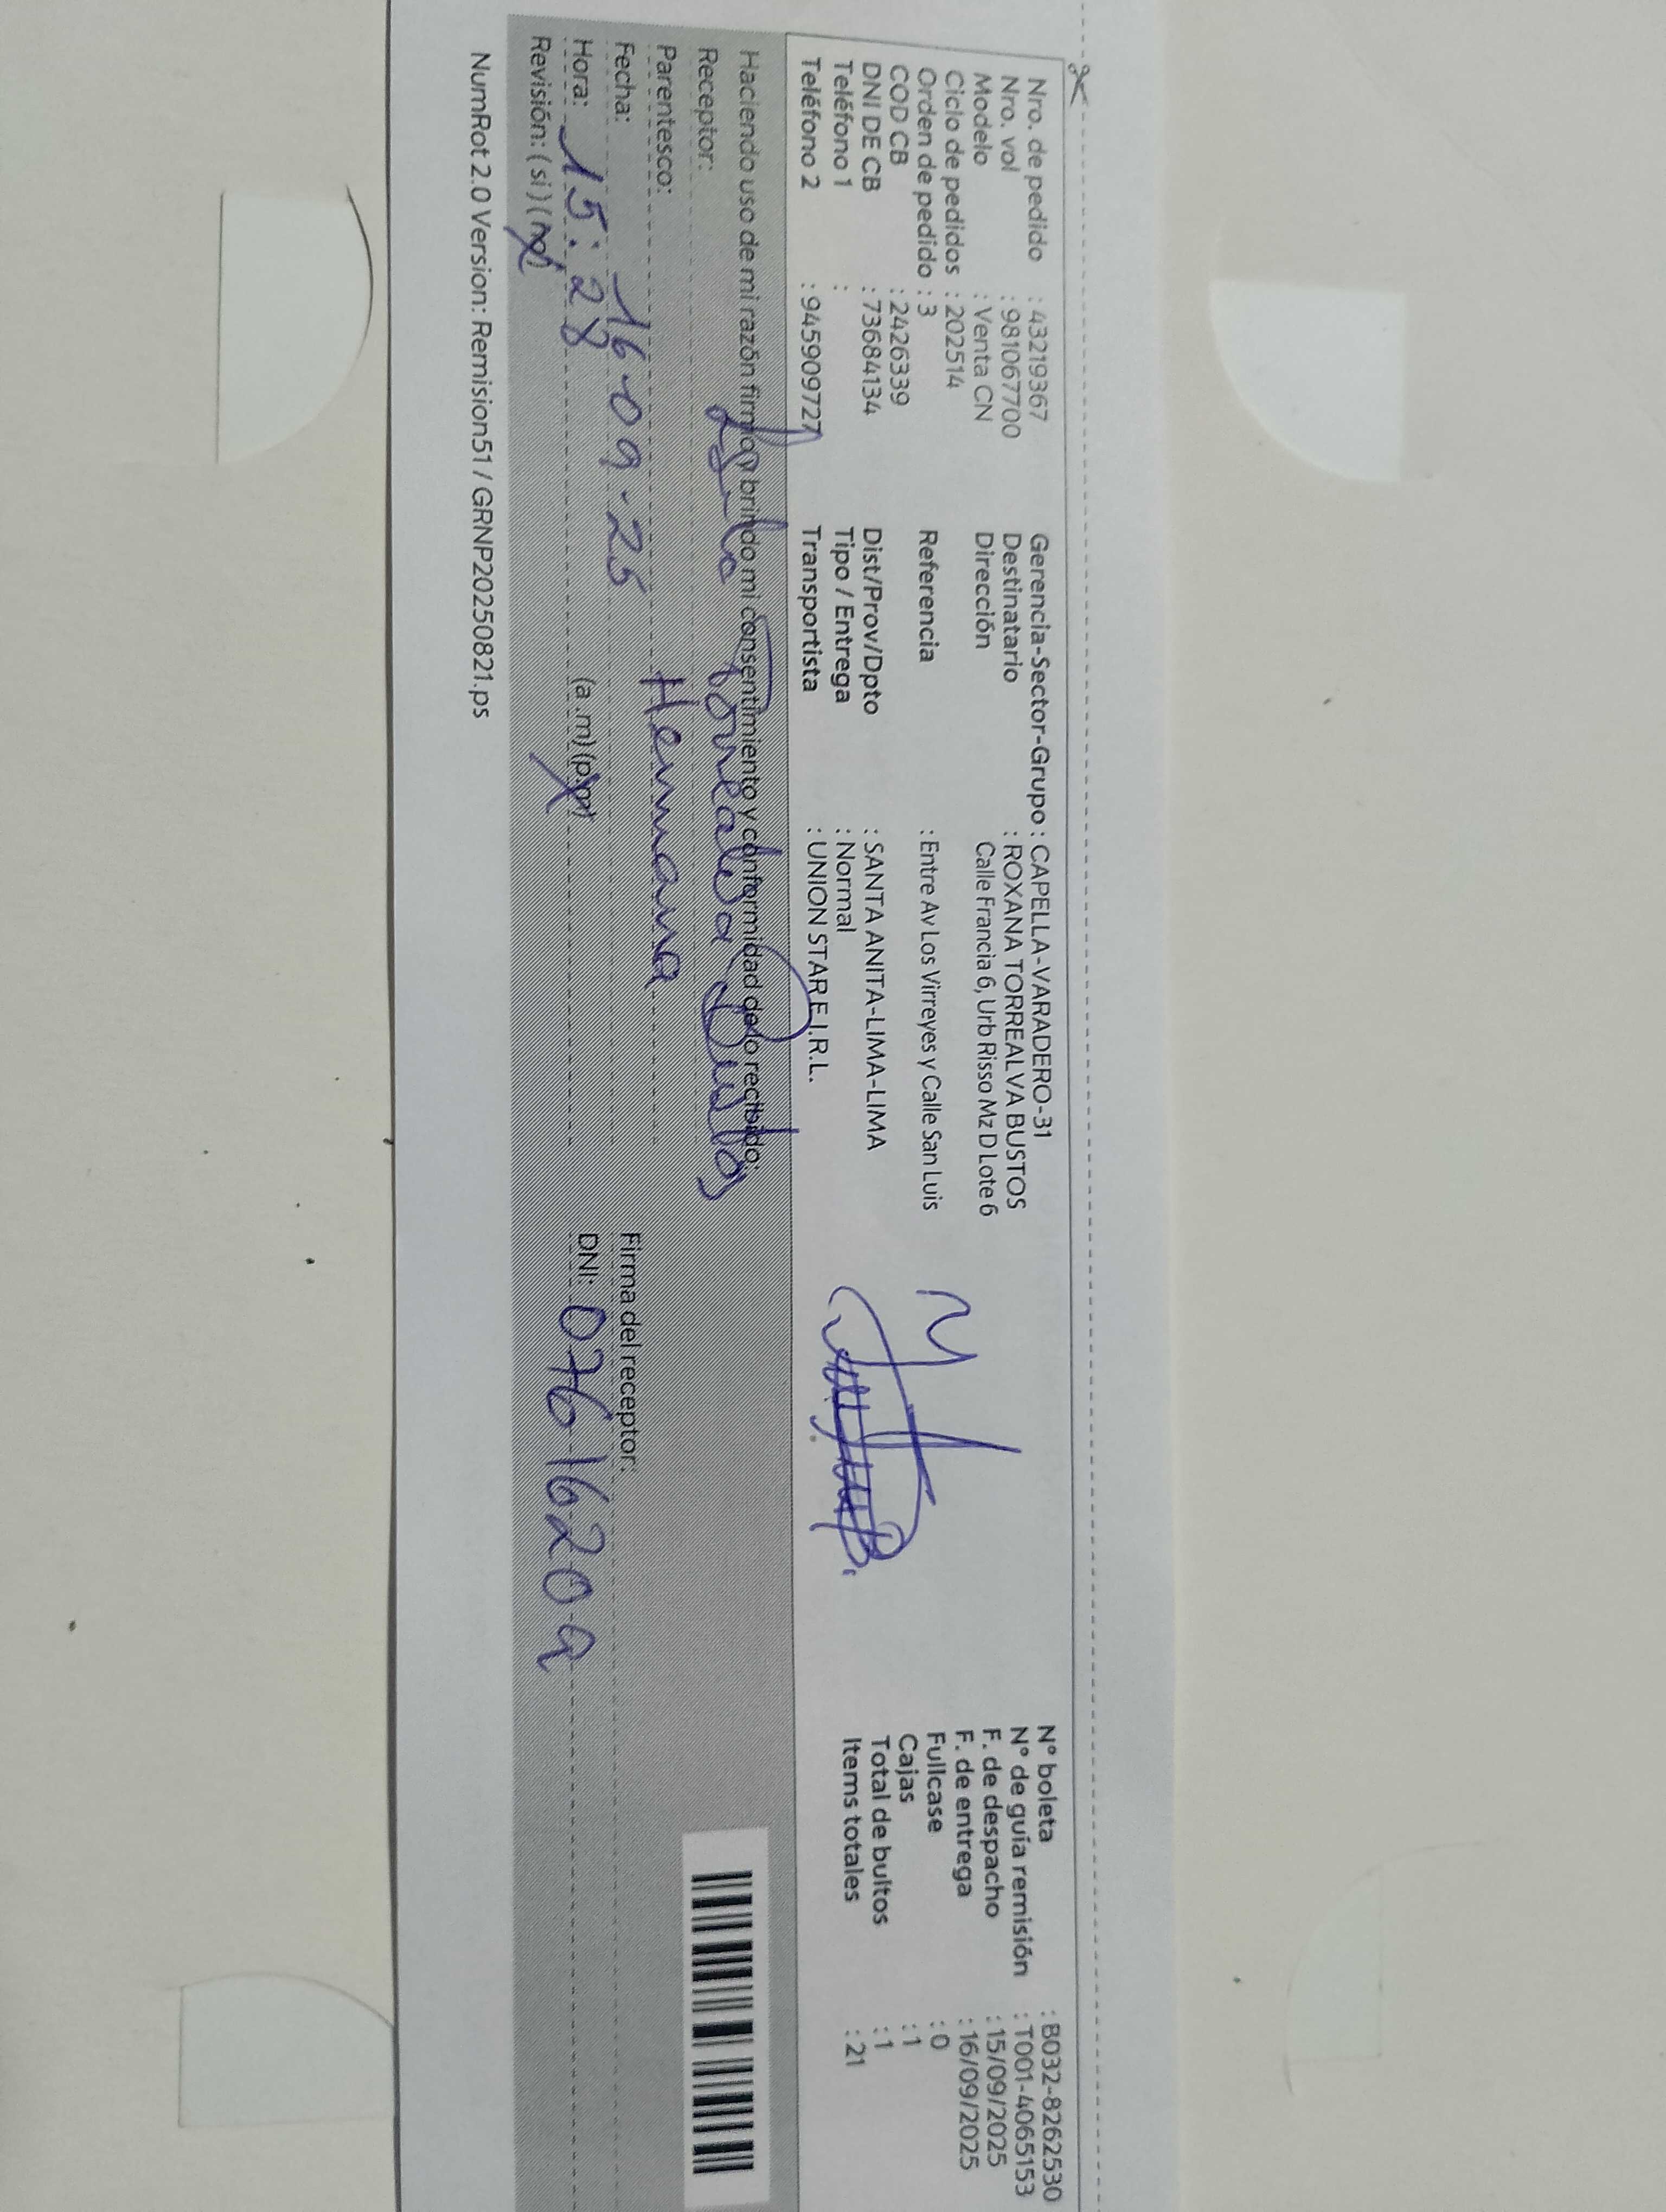 Nro. de pedido : 43219367
Nro. vol : 981067700
Modelo : Venta CN
Ciclo de pedidos : 202514
Orden de pedido : 3
COD CB : 2426339
DNI DE CB : 73684134
Teléfono 1 :
Teléfono 2 : 945909727
Gerencia-Sector-Grupo : CAPELLA-VARADERO-31
Destinatario : ROXANA TORREALVA BUSTOS
Dirección Calle Francia 6, Urb Risso Mz D Lote 6
Referencia : Entre Av Los Virreyes y Calle San Luis
Dist/Prov/Dpto : SANTA ANITA-LIMA-LIMA
Tipo / Entrega : Normal
Transportista : UNION STAR E.I.R.L.
N° boleta : B032-8262530
N° de guía remisión : T001-4065153
F. de despacho : 15/09/2025
F. de entrega : 16/09/2025
Fullcase : 0
Cajas : 1
Total de bultos : 1
Items totales : 21
Haciendo uso de mi razón firmo y brindo mi consentimiento y conformidad de lo recibido:
Receptor: Torrealva Bustos
Parentesco: Hermana
Fecha: 16-09-25
Hora: 15:28 (a.m) (p.m)
Revisión: (si) (no)
Firma del receptor:
DNI: 07616209
NumRot 2.0 Version: Remision51 / GRNP20250821.ps